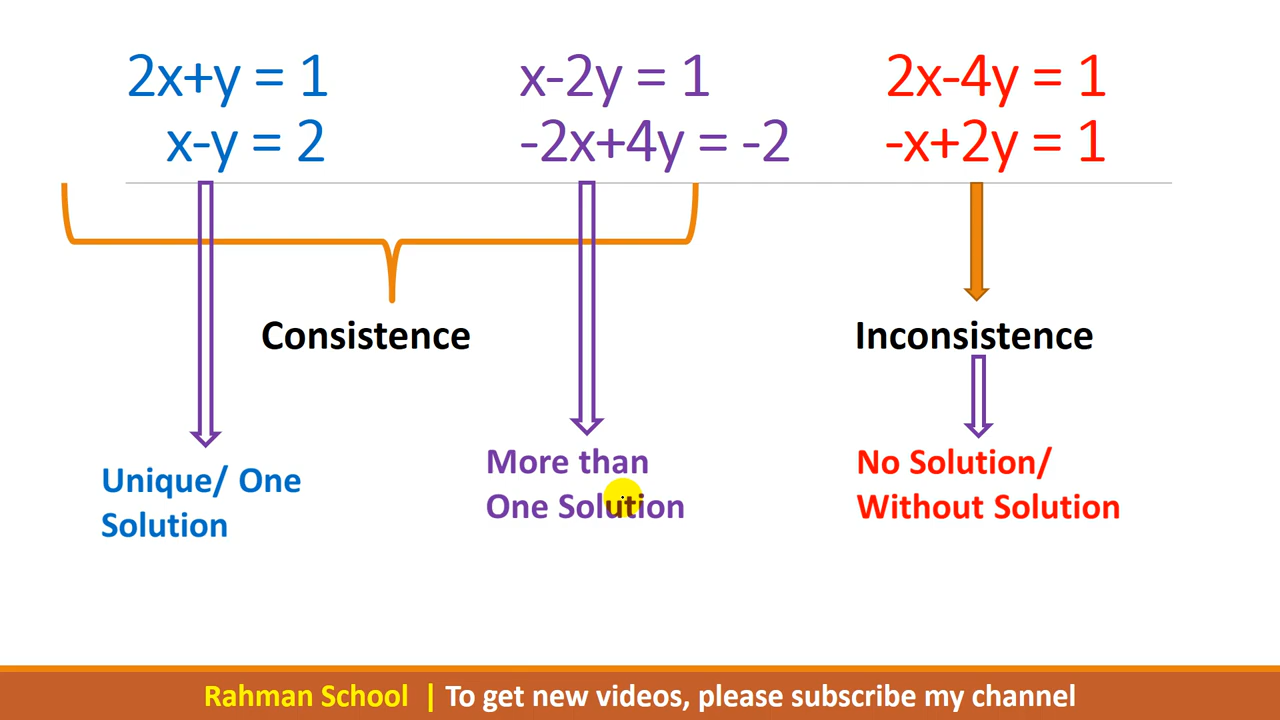 2x+y = 1
x-y = 2
x-2y = 1
-2x+4y = -2
2x-4y = 1
-x+2y = 1
Consistence
Inconsistence
Unique/ One
Solution
More than
One Solution
No Solution/
Without Solution
Rahman School | To get new videos, please subscribe my channel